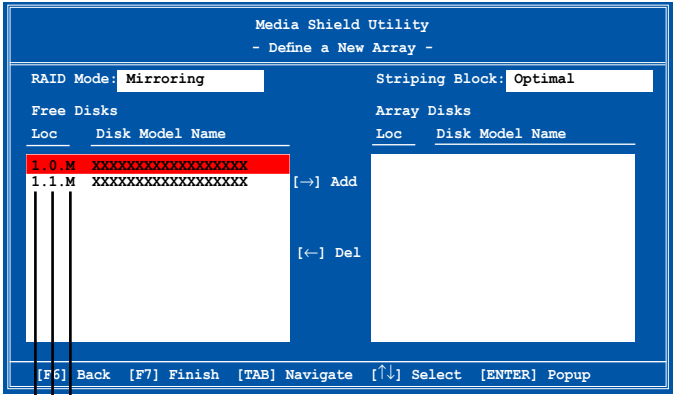 Media Shield Utility
- Define a New Array -
RAID Mode: Mirroring Striping Block: Optimal
Free Disks Array Disks
Loc Disk Model Name Loc Disk Model Name
1.0.M XXXXXXXXXXXXXXXXXX
1.1.M XXXXXXXXXXXXXXXXXX [→] Add
[←] Del
[F6] Back [F7] Finish [TAB] Navigate [↑↓] Select [ENTER] Popup